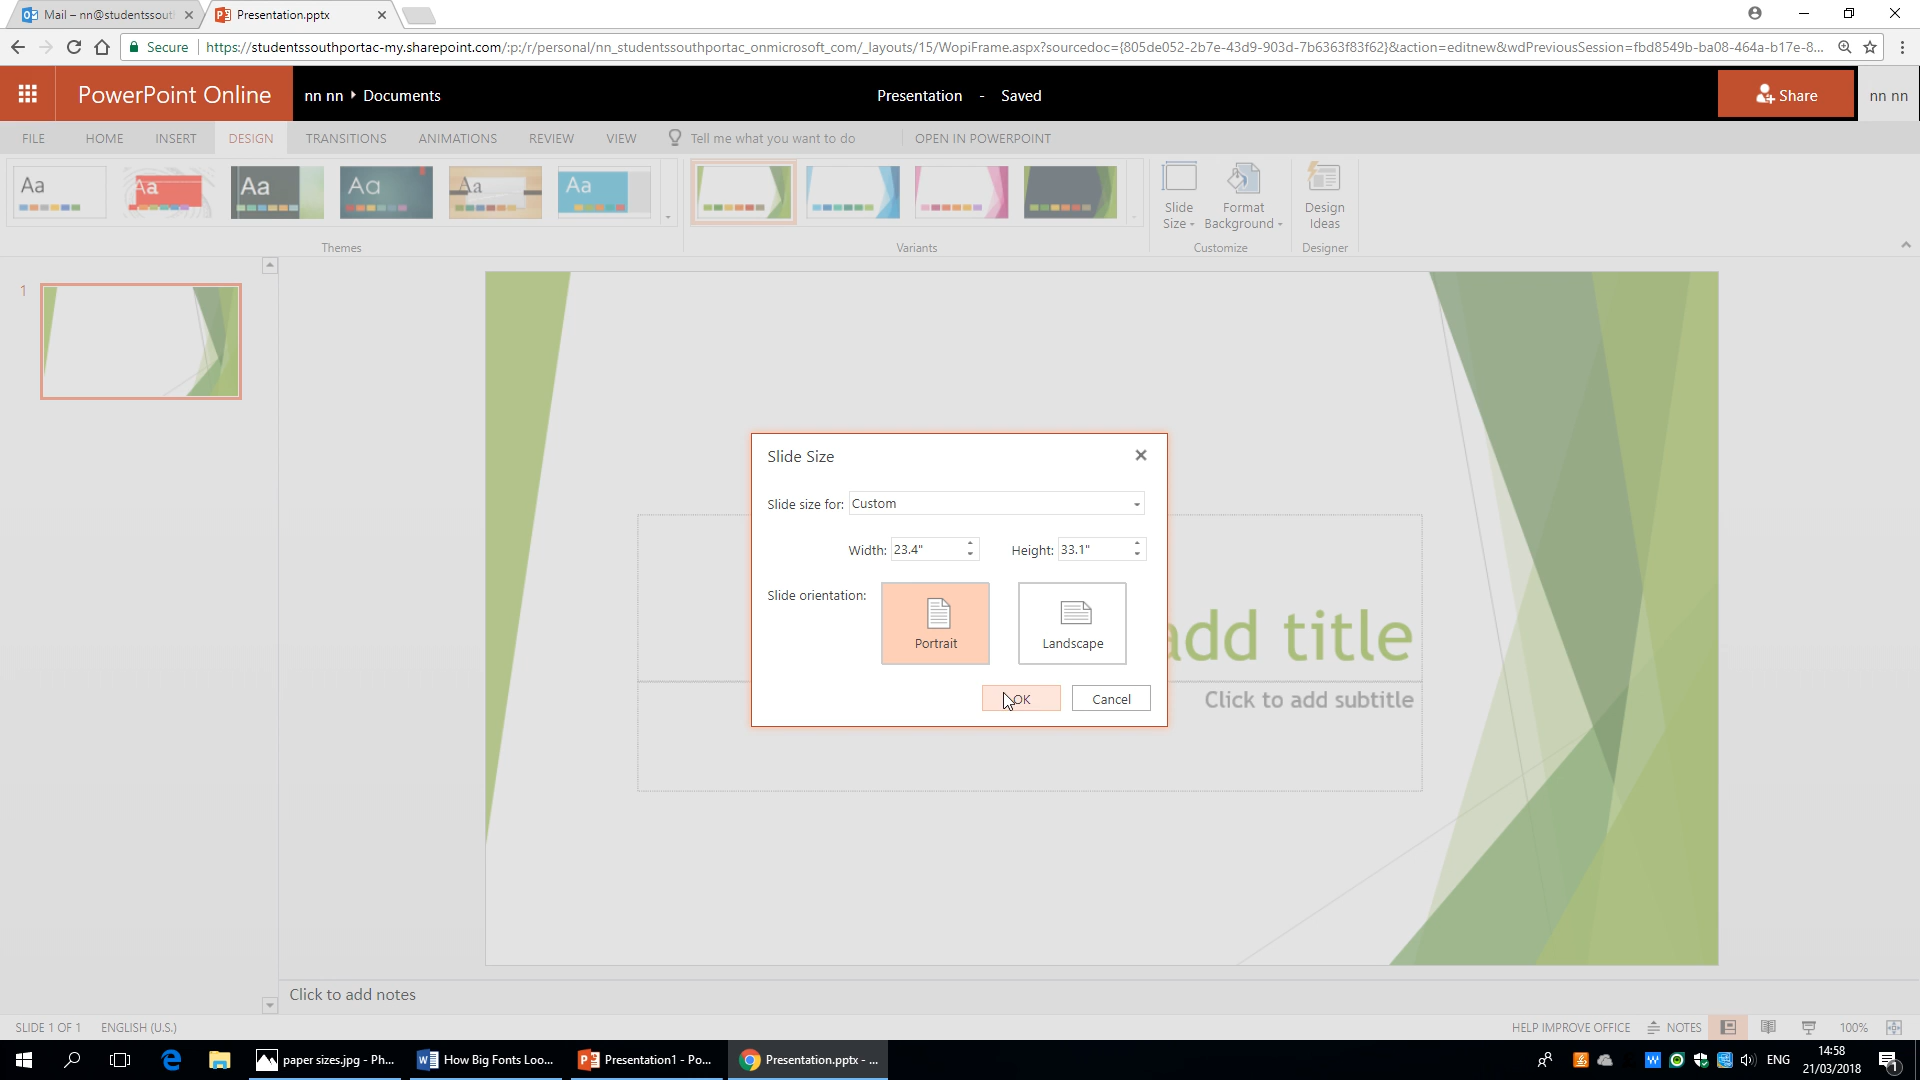 Mail – nn@studentssout
Presentation.pptx
Secure
https://studentssouthportac-my.sharepoint.com/:p:/r/personal/nn_studentssouthportac_onmicrosoft_com/_layouts/15/WopiFrame.aspx?sourcedoc={805de052-2b7e-43d9-903d-7b6363f83f62}&action=editnew&wdPreviousSession=fbd8549b-ba08-464a-b17e-8...
PowerPoint Online
nn nn ▸ Documents
Presentation - Saved
Share
nn nn
FILE HOME INSERT DESIGN TRANSITIONS ANIMATIONS REVIEW VIEW Tell me what you want to do OPEN IN POWERPOINT
Aa Aa Aa Aa Aa Aa
Slide Size
Format Background
Design Ideas
Themes Variants Customize Designer
1
Slide Size
Slide size for: Custom
Width: 23.4" Height: 33.1"
Slide orientation:
Portrait Landscape
OK Cancel
add title
Click to add subtitle
Click to add notes
SLIDE 1 OF 1 ENGLISH (U.S.) HELP IMPROVE OFFICE NOTES 100%
paper sizes.jpg - Ph...
How Big Fonts Loo...
Presentation1 - Po...
Presentation.pptx - ...
ENG
14:58
21/03/2018
1